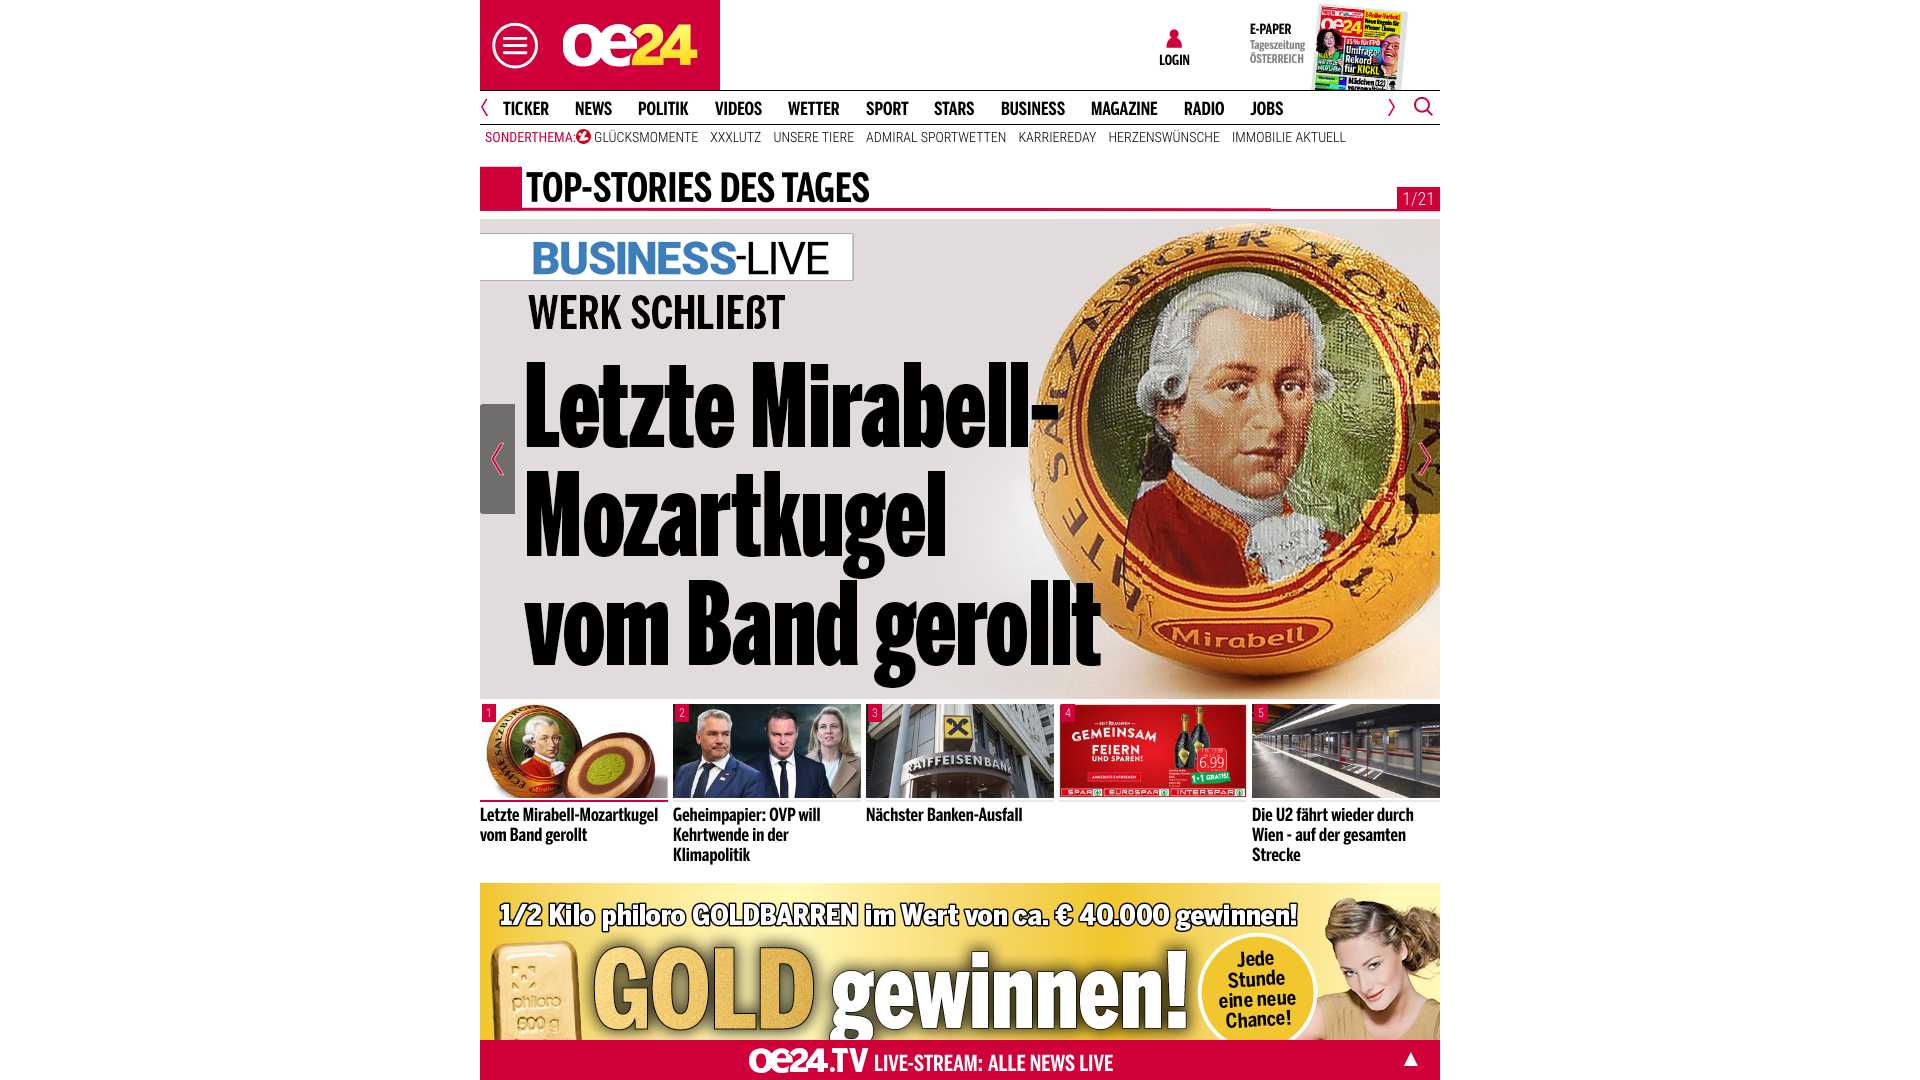 oe24
LOGIN
E-PAPER
Tageszeitung
ÖSTERREICH
oe24
Umfrage-
Rekord
für KICKL
TICKER NEWS POLITIK VIDEOS WETTER SPORT STARS BUSINESS MAGAZINE RADIO JOBS
SONDERTHEMA: GLÜCKSMOMENTE XXXLUTZ UNSERE TIERE ADMIRAL SPORTWETTEN KARRIEREDAY HERZENSWÜNSCHE IMMOBILIE AKTUELL
TOP-STORIES DES TAGES
1/21
BUSINESS-LIVE
WERK SCHLIEßT
Letzte Mirabell-
Mozartkugel
vom Band gerollt
Mirabell
1
2
3
RAIFFEISENBANK
4
GEMEINSAM
FEIERN
UND SPAREN!
6.99
1+1 GRATIS!
SPAR EUROSPAR INTERSPAR
5
Letzte Mirabell-Mozartkugel
vom Band gerollt
Geheimpapier: ÖVP will
Kehrtwende in der
Klimapolitik
Nächster Banken-Ausfall
Die U2 fährt wieder durch
Wien - auf der gesamten
Strecke
1/2 Kilo philoro GOLDBARREN im Wert von ca. € 40.000 gewinnen!
philoro
500 g
GOLD gewinnen!
Jede
Stunde
eine neue
Chance!
oe24.TV LIVE-STREAM: ALLE NEWS LIVE